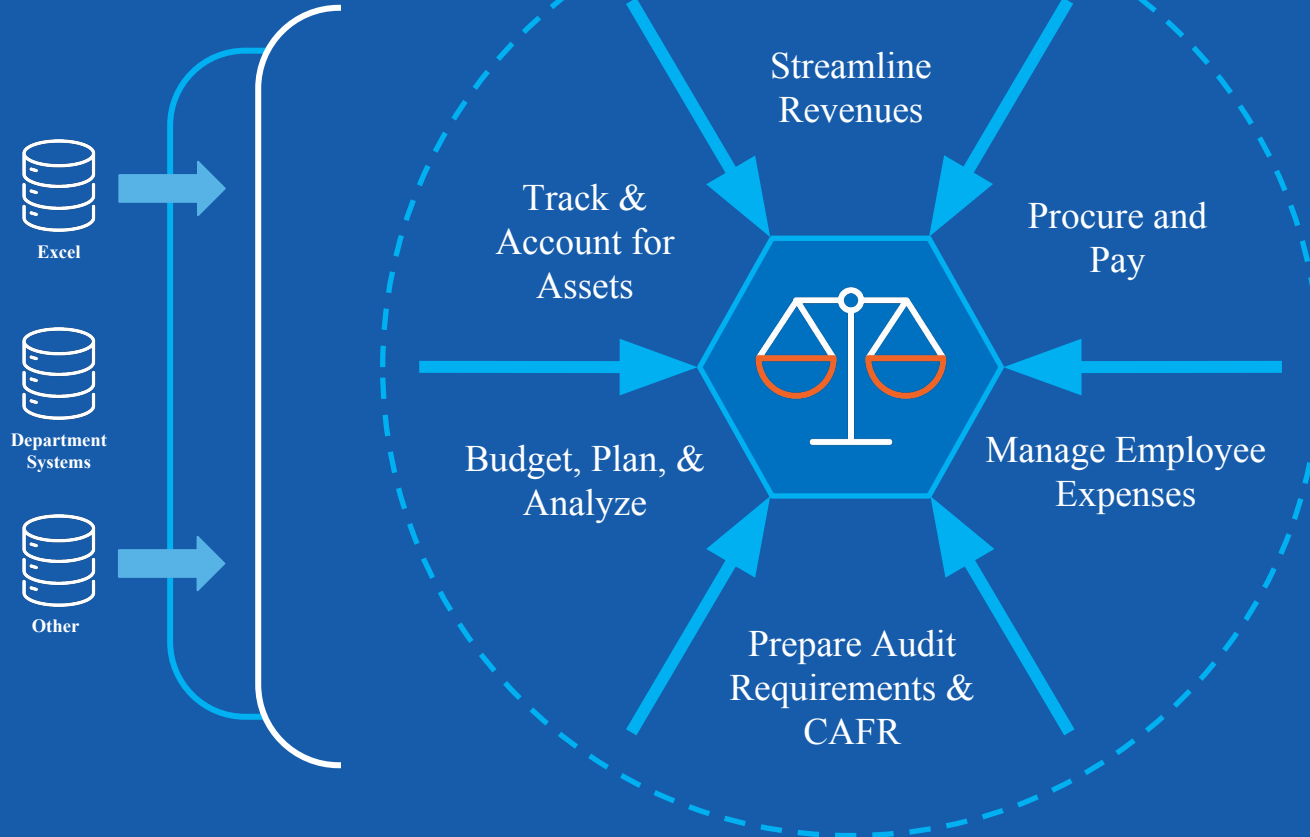 Excel
Department
Systems
Other
Streamline
Revenues
Track &
Account for
Assets
Procure and
Pay
Budget, Plan, &
Analyze
Manage Employee
Expenses
Prepare Audit
Requirements &
CAFR